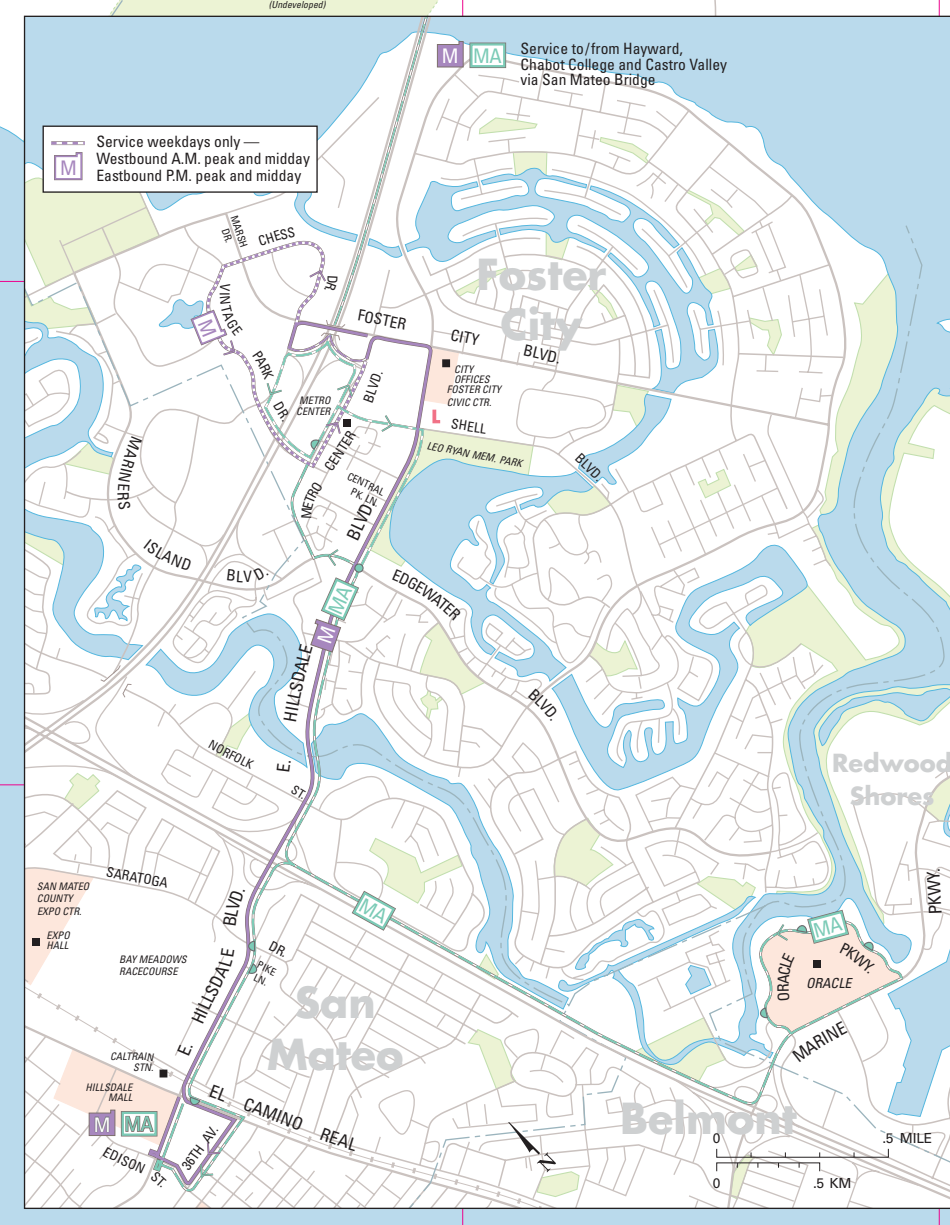 (Undeveloped)
M MA
Service to/from Hayward,
Chabot College and Castro Valley
via San Mateo Bridge
Service weekdays only —
M
Westbound A.M. peak and midday
Eastbound P.M. peak and midday
MARSH
DR.
CHESS
DR.
VINTAGE
M
PARK
DR.
FOSTER
CITY
BLVD.
Foster
City
CITY
OFFICES
FOSTER CITY
CIVIC CTR.
L
SHELL
BLVD.
LEO RYAN MEM. PARK
METRO
CENTER
METRO
CENTER
BLVD.
CENTRAL
PK. LN.
MARINERS
ISLAND
BLVD.
EDGEWATER
BLVD.
MA
M
E.
HILLSDALE
BLVD.
NORFOLK
ST.
Redwood
Shores
SARATOGA
DR.
SAN MATEO
COUNTY
EXPO CTR.
EXPO
HALL
BAY MEADOWS
RACECOURSE
E.
HILLSDALE
BLVD.
PIKE
LN.
MA
San
Mateo
MA
ORACLE
PKWY.
ORACLE
MARINE
PKWY.
CALTRAIN
STN.
HILLSDALE
MALL
M MA
EL CAMINO REAL
36TH AV.
EDISON
ST.
Belmont
N
0 .5 MILE
0 .5 KM